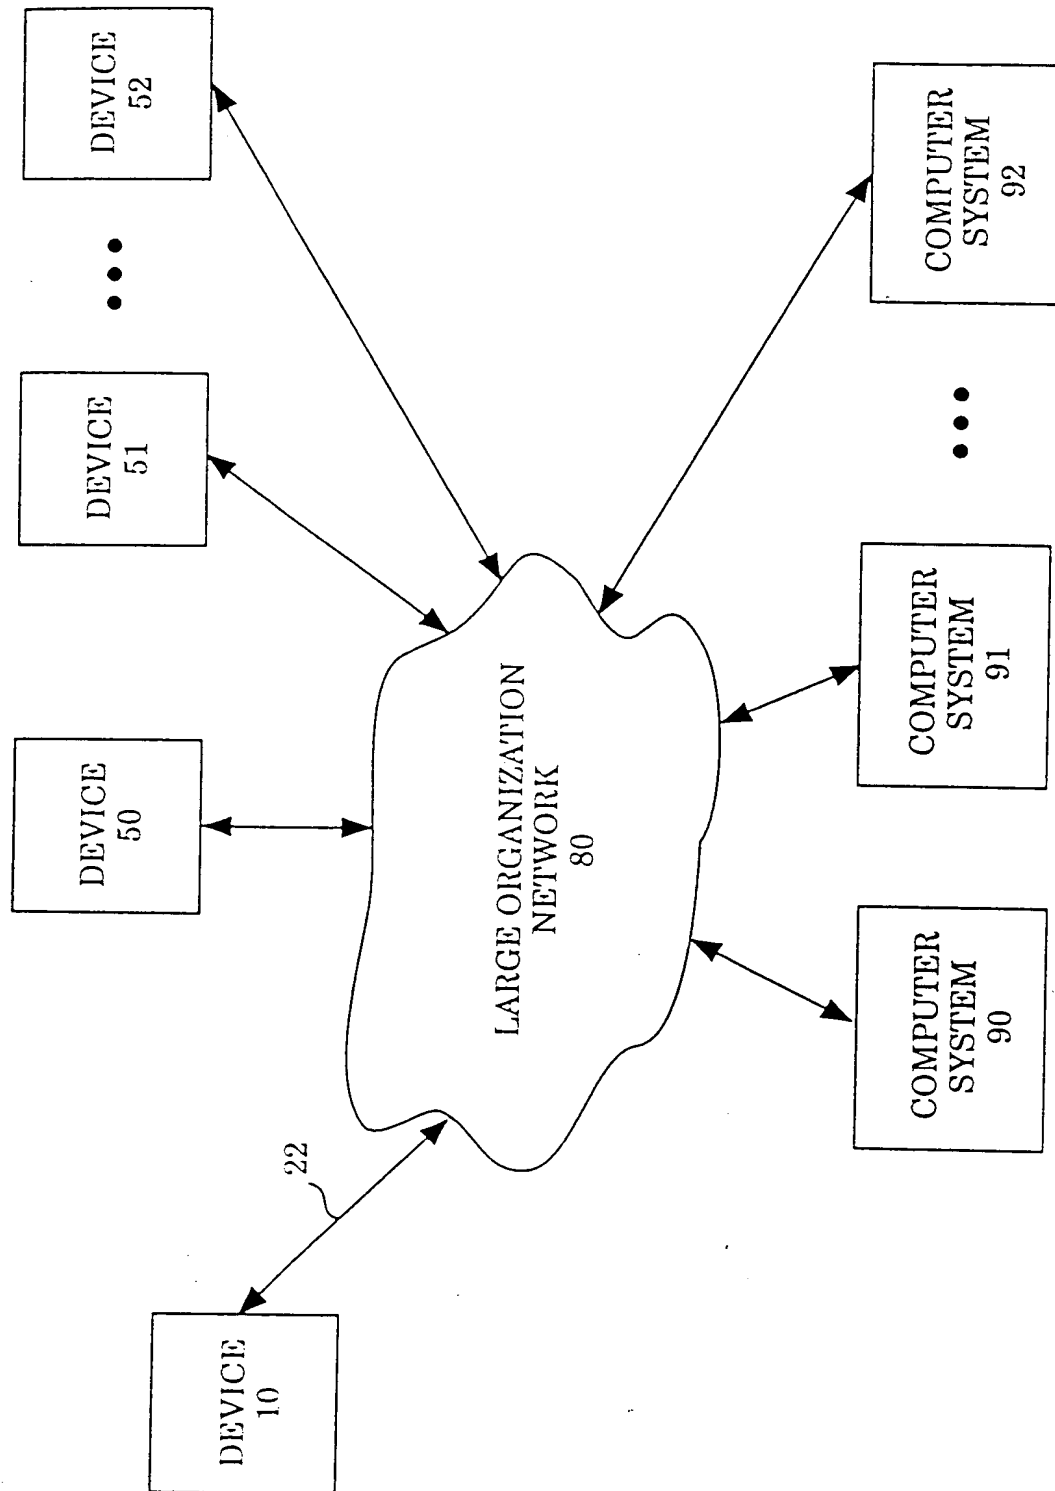 DEVICE
10
22
DEVICE
50
DEVICE
51
DEVICE
52
LARGE ORGANIZATION
NETWORK
80
COMPUTER
SYSTEM
90
COMPUTER
SYSTEM
91
COMPUTER
SYSTEM
92